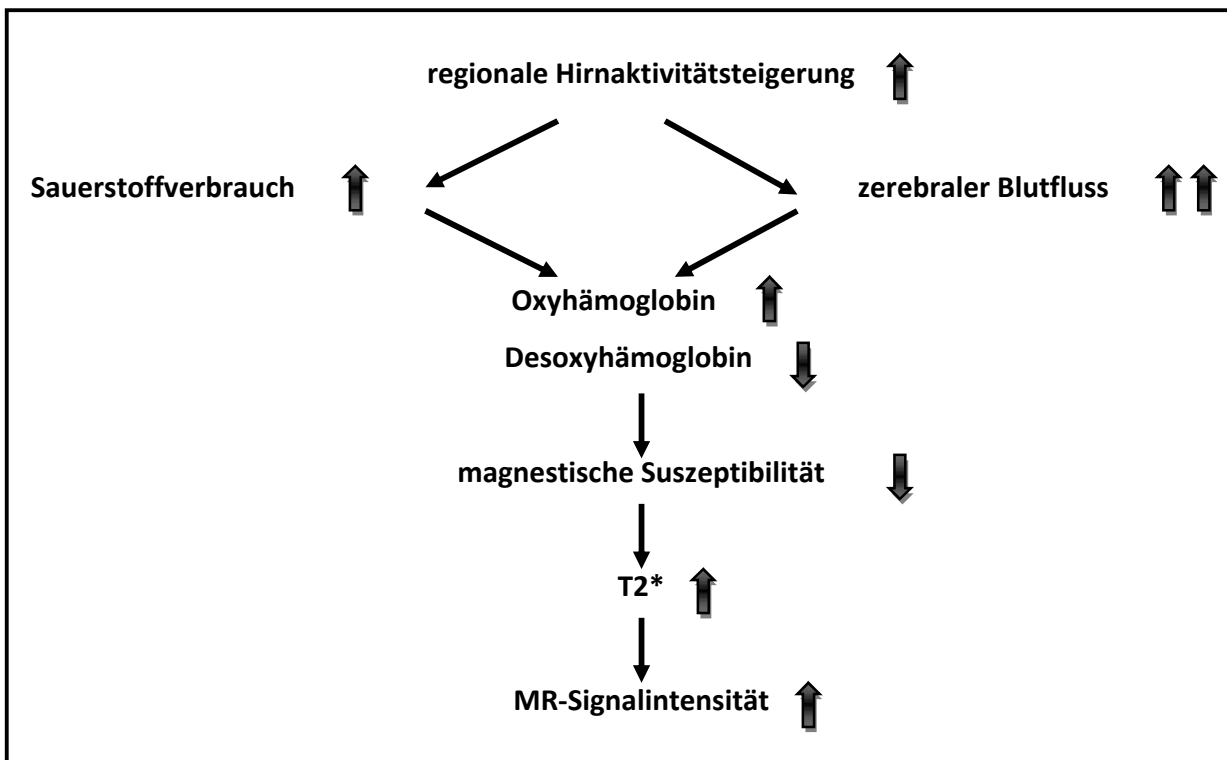 regionale Hirnaktivitätsteigerung
Sauerstoffverbrauch
zerebraler Blutfluss
Oxyhämoglobin
Desoxyhämoglobin
magnestische Suszeptibilität
T2*
MR-Signalintensität